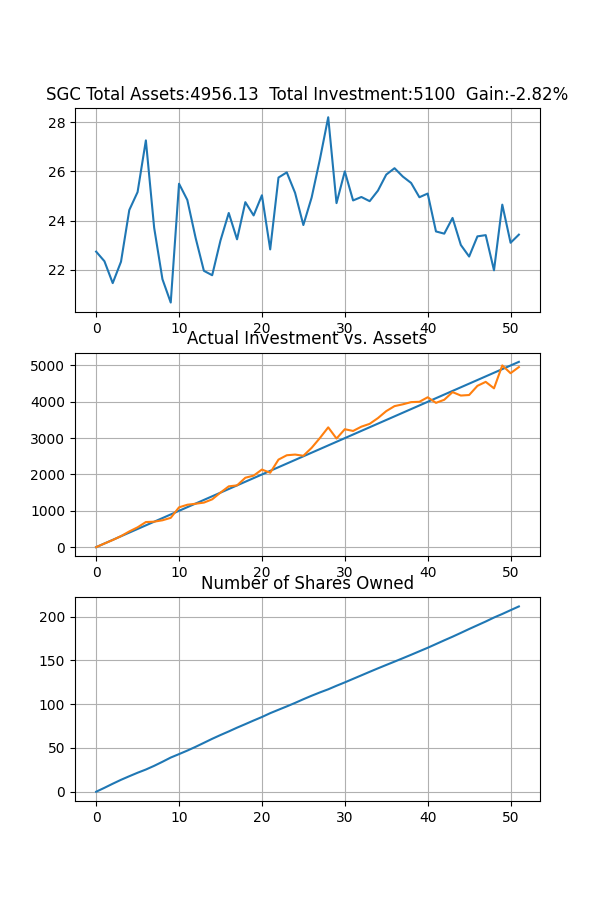 SGC Total Assets:4956.13  Total Investment:5100  Gain:-2.82%
28
26
24
22
0 10 20 30 40 50
Actual Investment vs. Assets
5000
4000
3000
2000
1000
0
0 10 20 30 40 50
Number of Shares Owned
200
150
100
50
0
0 10 20 30 40 50